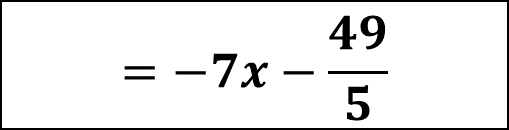 = −7x − 49/5